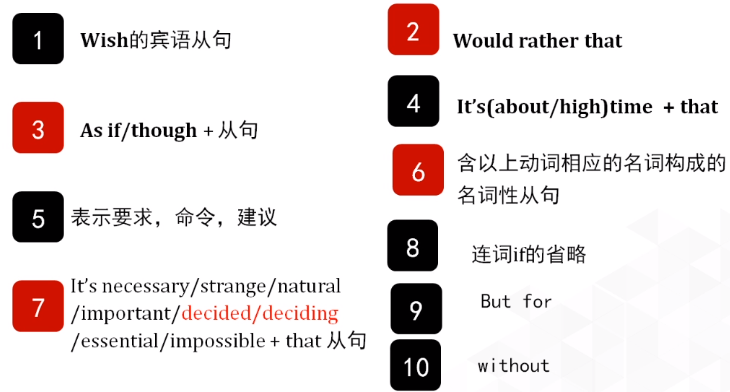 1 Wish的宾语从句
2 Would rather that
3 As if/though + 从句
4 It's(about/high)time + that
5 表示要求，命令，建议
6 含以上动词相应的名词构成的
名词性从句
7 It's necessary/strange/natural
/important/decided/deciding
/essential/impossible + that 从句
8 连词if的省略
9 But for
10 without